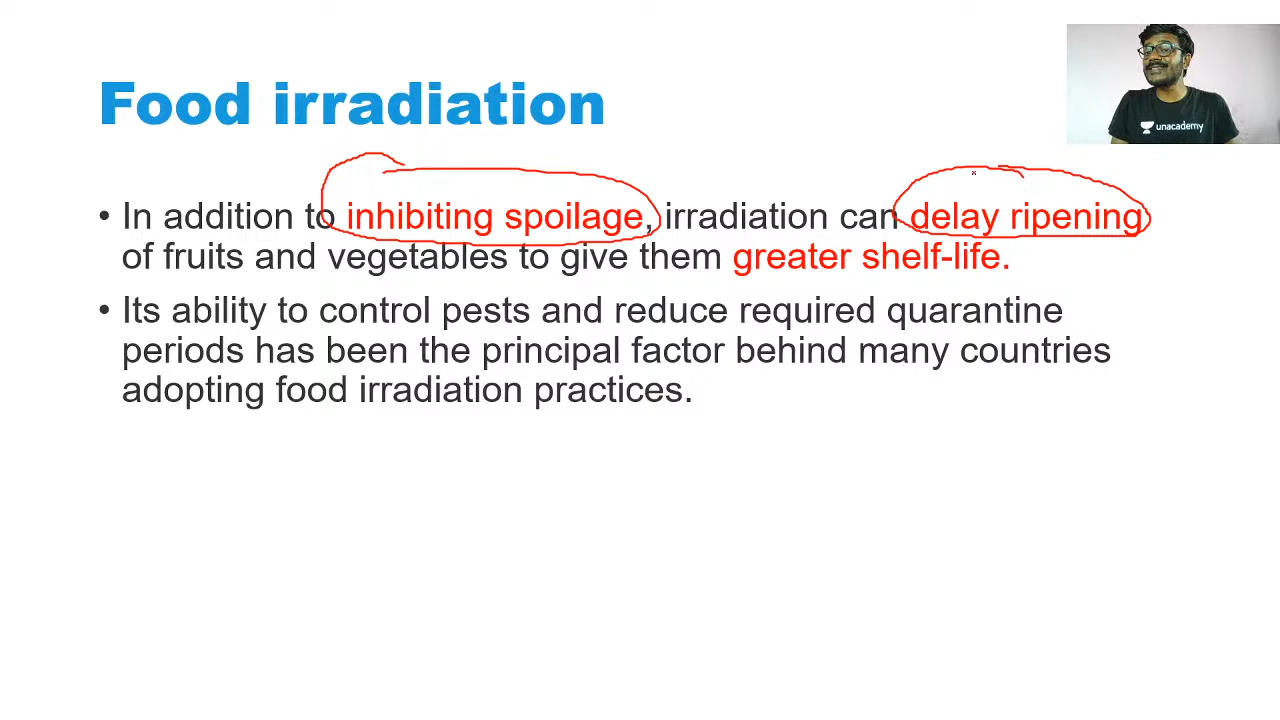 Food irradiation
unacademy
• In addition to inhibiting spoilage, irradiation can delay ripening
of fruits and vegetables to give them greater shelf-life.
• Its ability to control pests and reduce required quarantine
periods has been the principal factor behind many countries
adopting food irradiation practices.